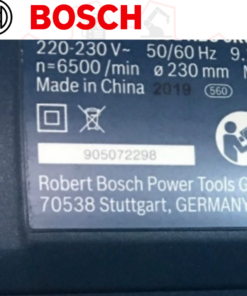 BOSCH
220-230 V~ 50/60 Hz 9.
n=6500 /min ø 230 mm
Made in China 2019 560
905072298
Robert Bosch Power Tools G
70538 Stuttgart, GERMANY